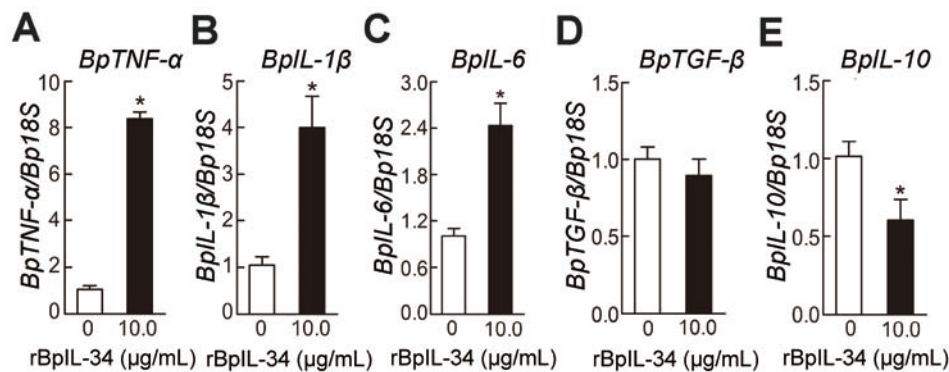 A
BpTNF-α
BpTNF-α/Bp18S
10
8
6
4
2
0
*
0
10.0
rBpIL-34 (μg/mL)
B
BpIL-1β
BpIL-1β/Bp18S
5
4
3
2
1
0
*
0
10.0
rBpIL-34 (μg/mL)
C
BpIL-6
BpIL-6/Bp18S
3.0
2.4
1.8
1.2
0.6
0.0
*
0
10.0
rBpIL-34 (μg/mL)
D
BpTGF-β
BpTGF-β/Bp18S
1.5
1.0
0.5
0.0
0
10.0
rBpIL-34 (μg/mL)
E
BpIL-10
BpIL-10/Bp18S
1.5
1.0
0.5
0.0
*
0
10.0
rBpIL-34 (μg/mL)